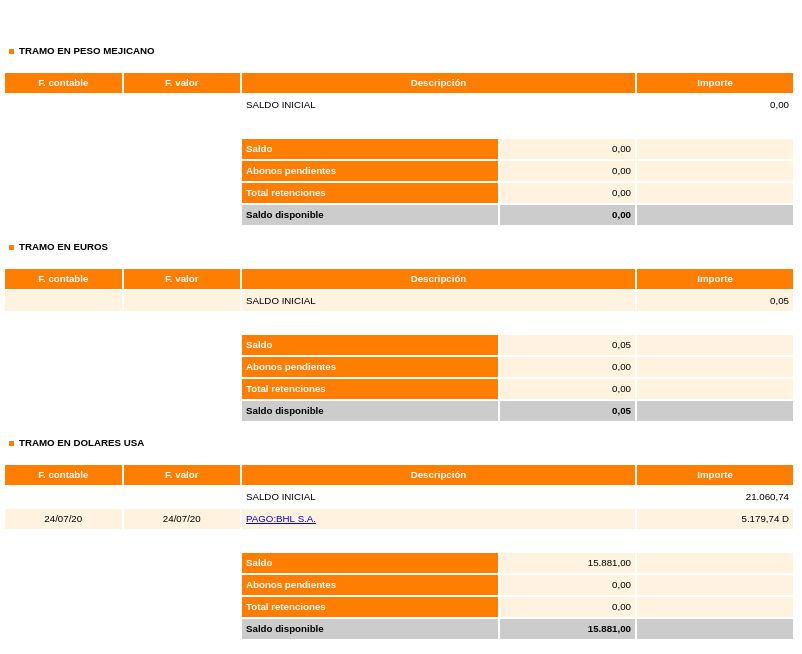 TRAMO EN PESO MEJICANO
F. contable F. valor Descripción Importe
SALDO INICIAL 0,00
Saldo 0,00
Abonos pendientes 0,00
Total retenciones 0,00
Saldo disponible 0,00
TRAMO EN EUROS
F. contable F. valor Descripción Importe
SALDO INICIAL 0,05
Saldo 0,05
Abonos pendientes 0,00
Total retenciones 0,00
Saldo disponible 0,05
TRAMO EN DOLARES USA
F. contable F. valor Descripción Importe
SALDO INICIAL 21.060,74
24/07/20 24/07/20 PAGO:BHL S.A. 5.179,74 D
Saldo 15.881,00
Abonos pendientes 0,00
Total retenciones 0,00
Saldo disponible 15.881,00